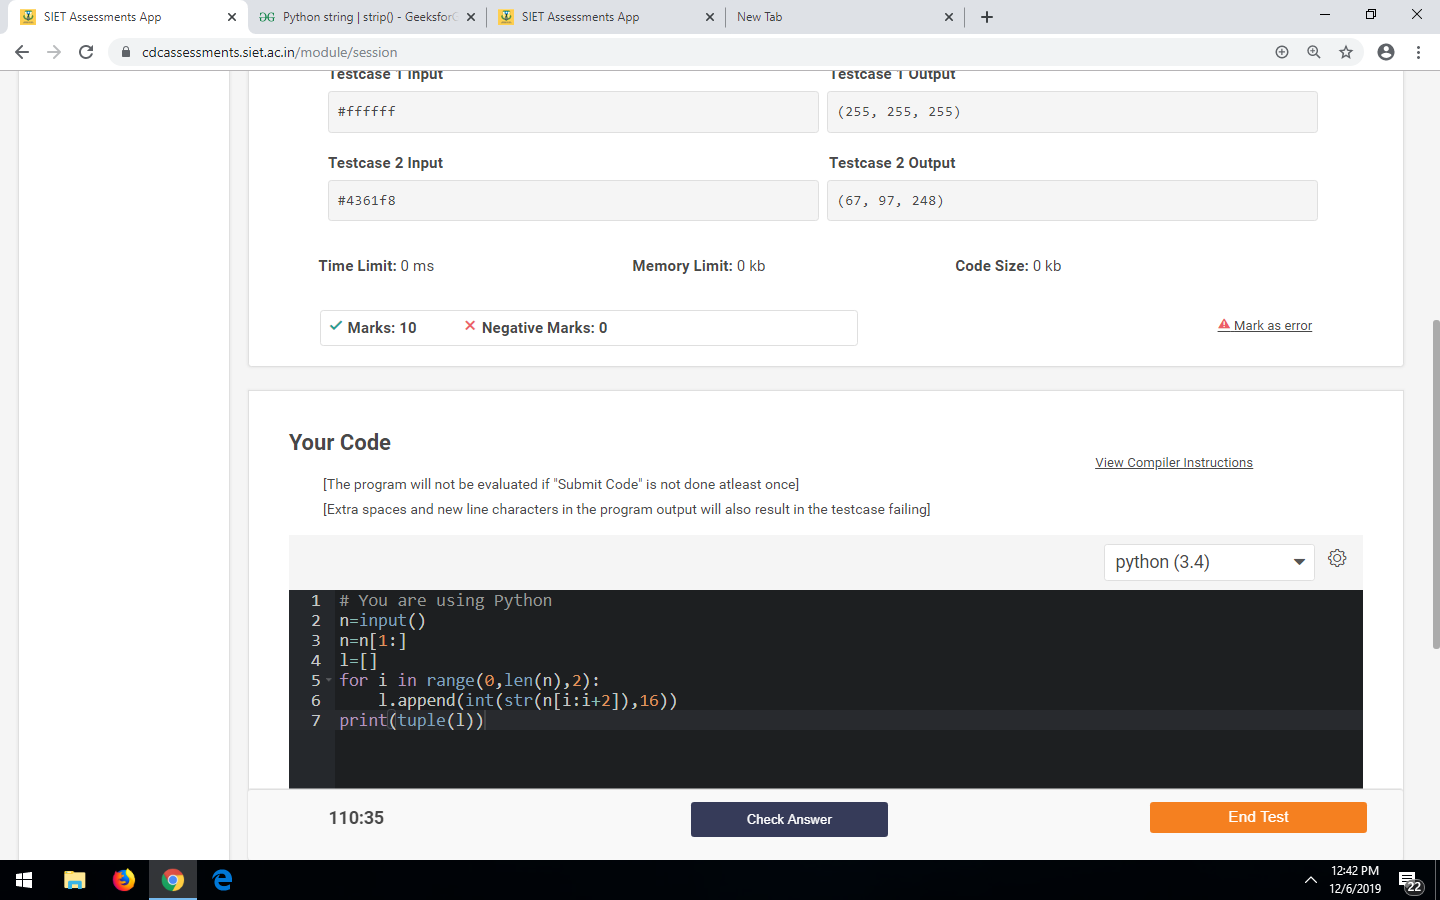 SIET Assessments App
Python string | strip() - Geeksfor
SIET Assessments App
New Tab
cdcassessments.siet.ac.in/module/session
Testcase 1 Input
Testcase 1 Output
#ffffff
(255, 255, 255)
Testcase 2 Input
Testcase 2 Output
#4361f8
(67, 97, 248)
Time Limit: 0 ms
Memory Limit: 0 kb
Code Size: 0 kb
Marks: 10
Negative Marks: 0
Mark as error
Your Code
View Compiler Instructions
[The program will not be evaluated if "Submit Code" is not done atleast once]
[Extra spaces and new line characters in the program output will also result in the testcase failing]
python (3.4)
1 # You are using Python
2 n=input()
3 n=n[1:]
4 l=[]
5 for i in range(0,len(n),2):
6     l.append(int(str(n[i:i+2]),16))
7 print(tuple(l))
110:35
Check Answer
End Test
12:42 PM
12/6/2019
22